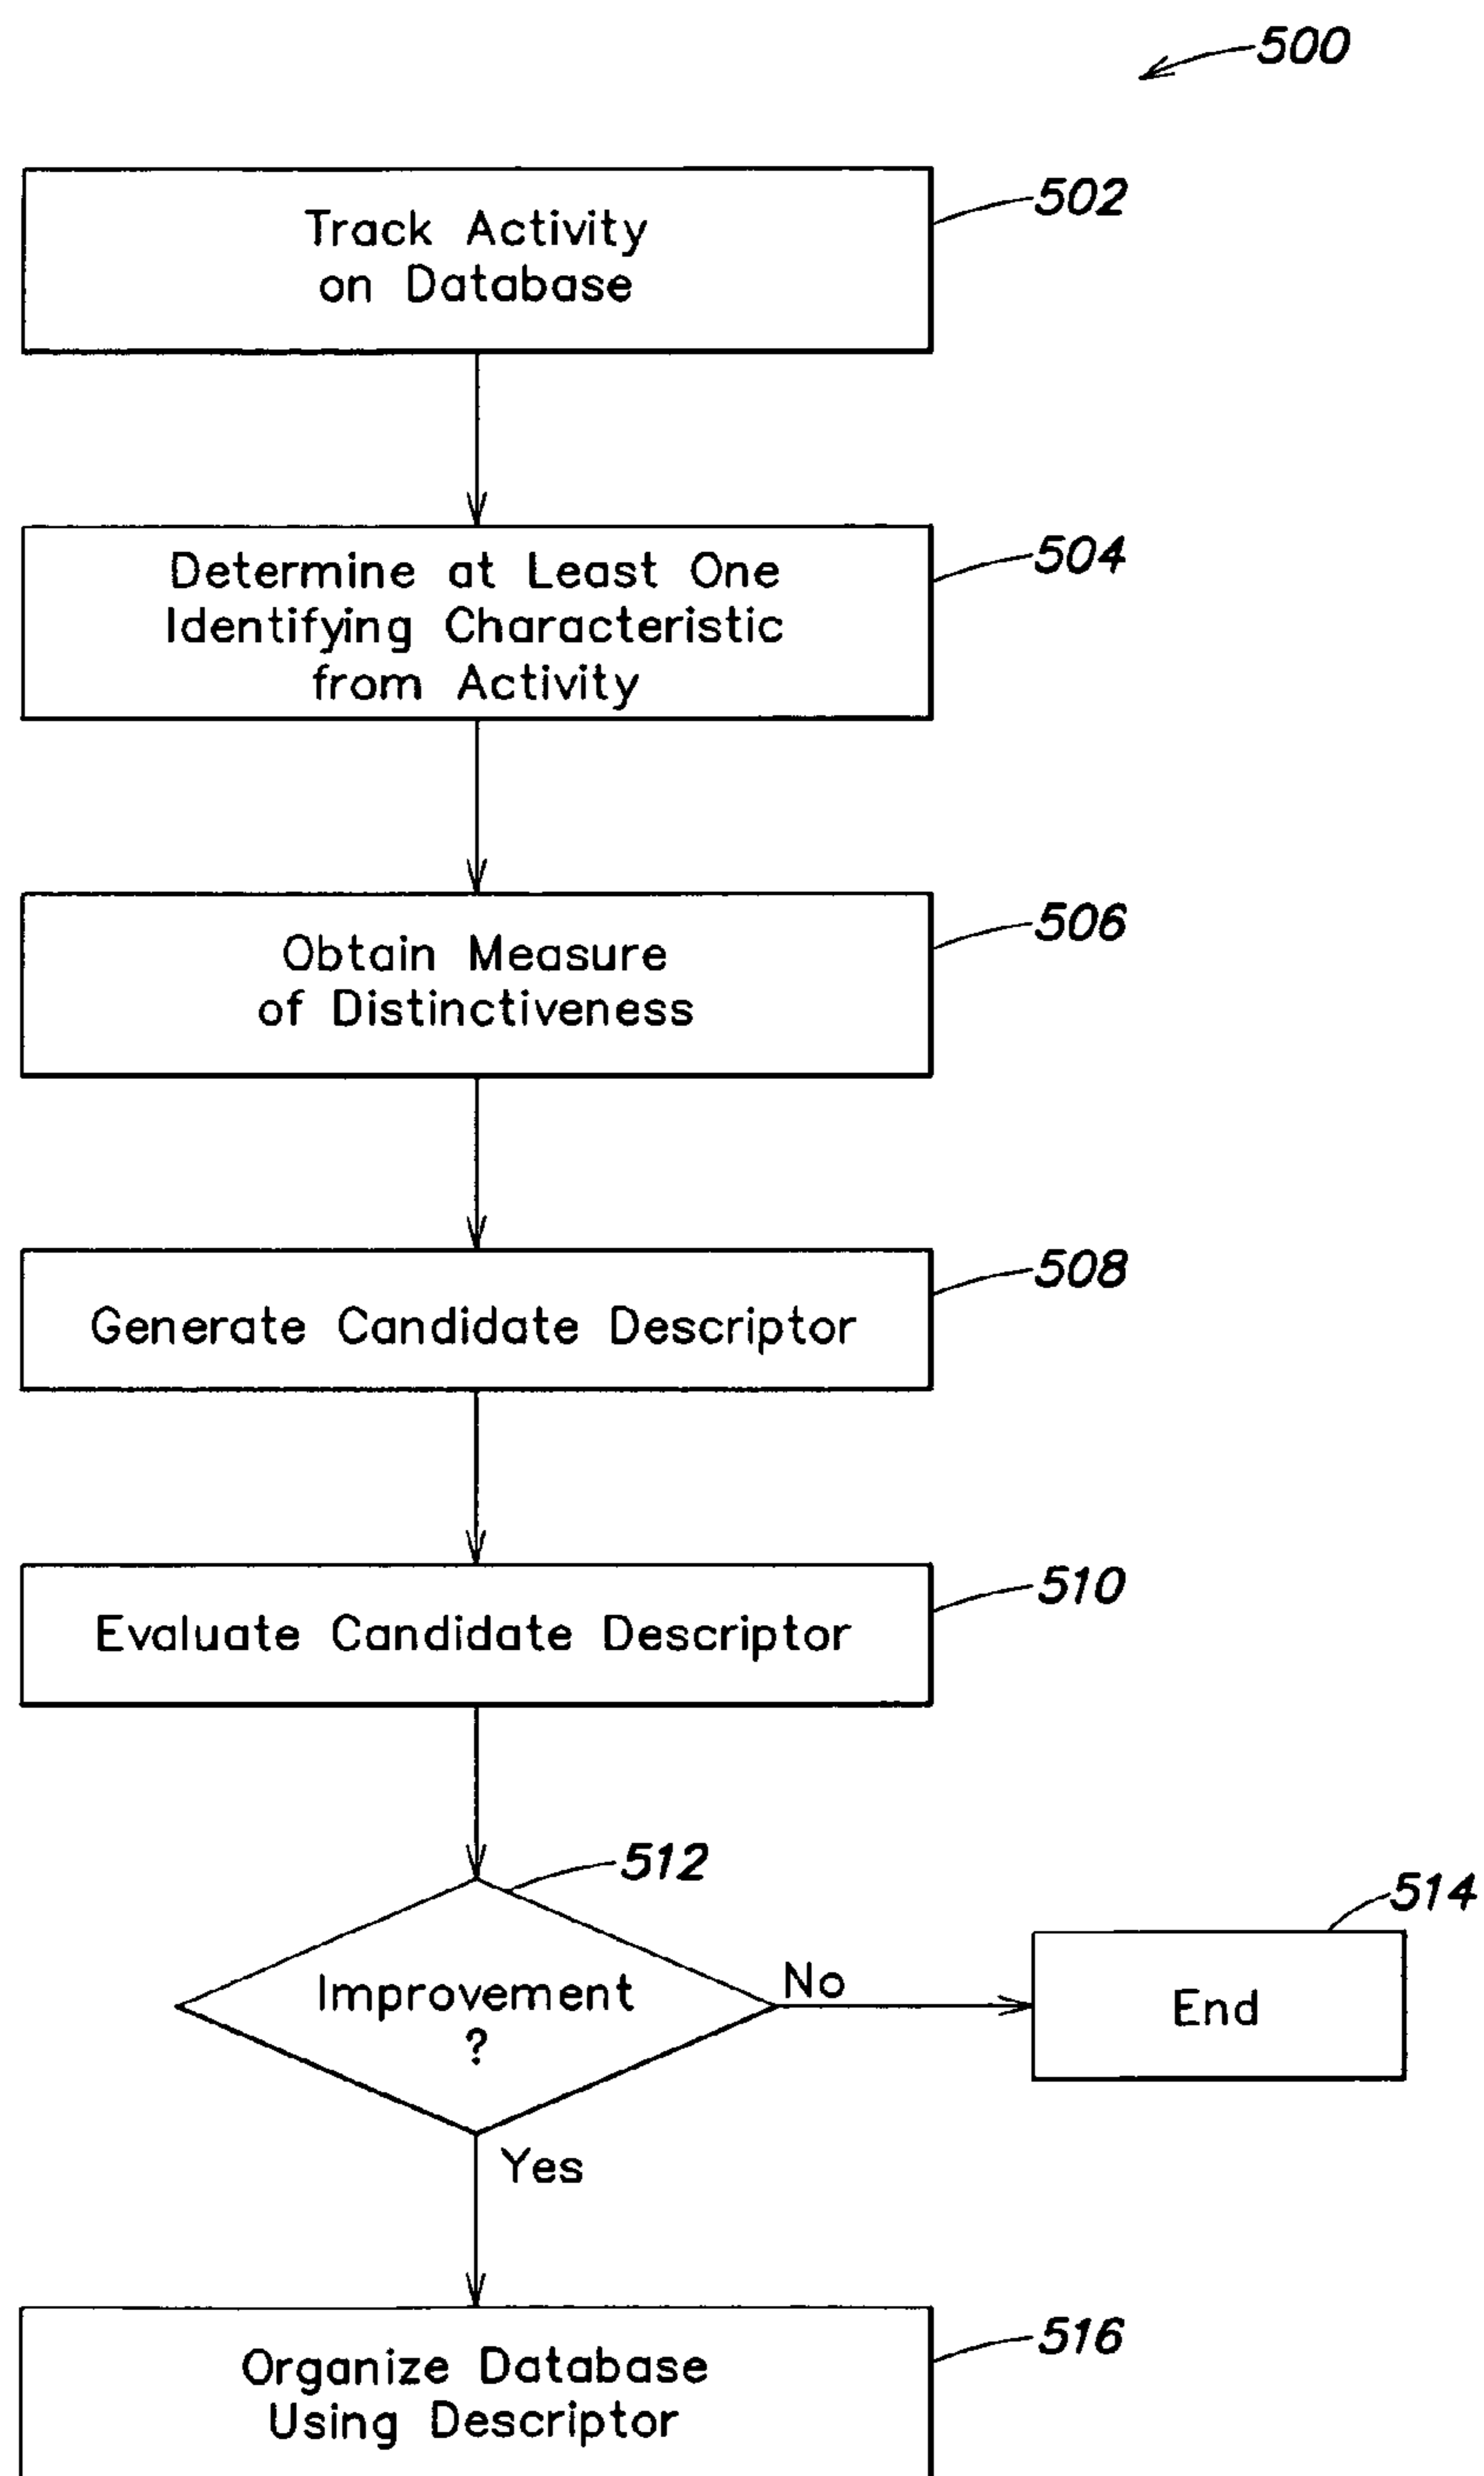 500
502
Track Activity
on Database
504
Determine at Least One
Identifying Characteristic
from Activity
506
Obtain Measure
of Distinctiveness
508
Generate Candidate Descriptor
510
Evaluate Candidate Descriptor
512
514
Improvement
?
No
End
Yes
516
Organize Database
Using Descriptor